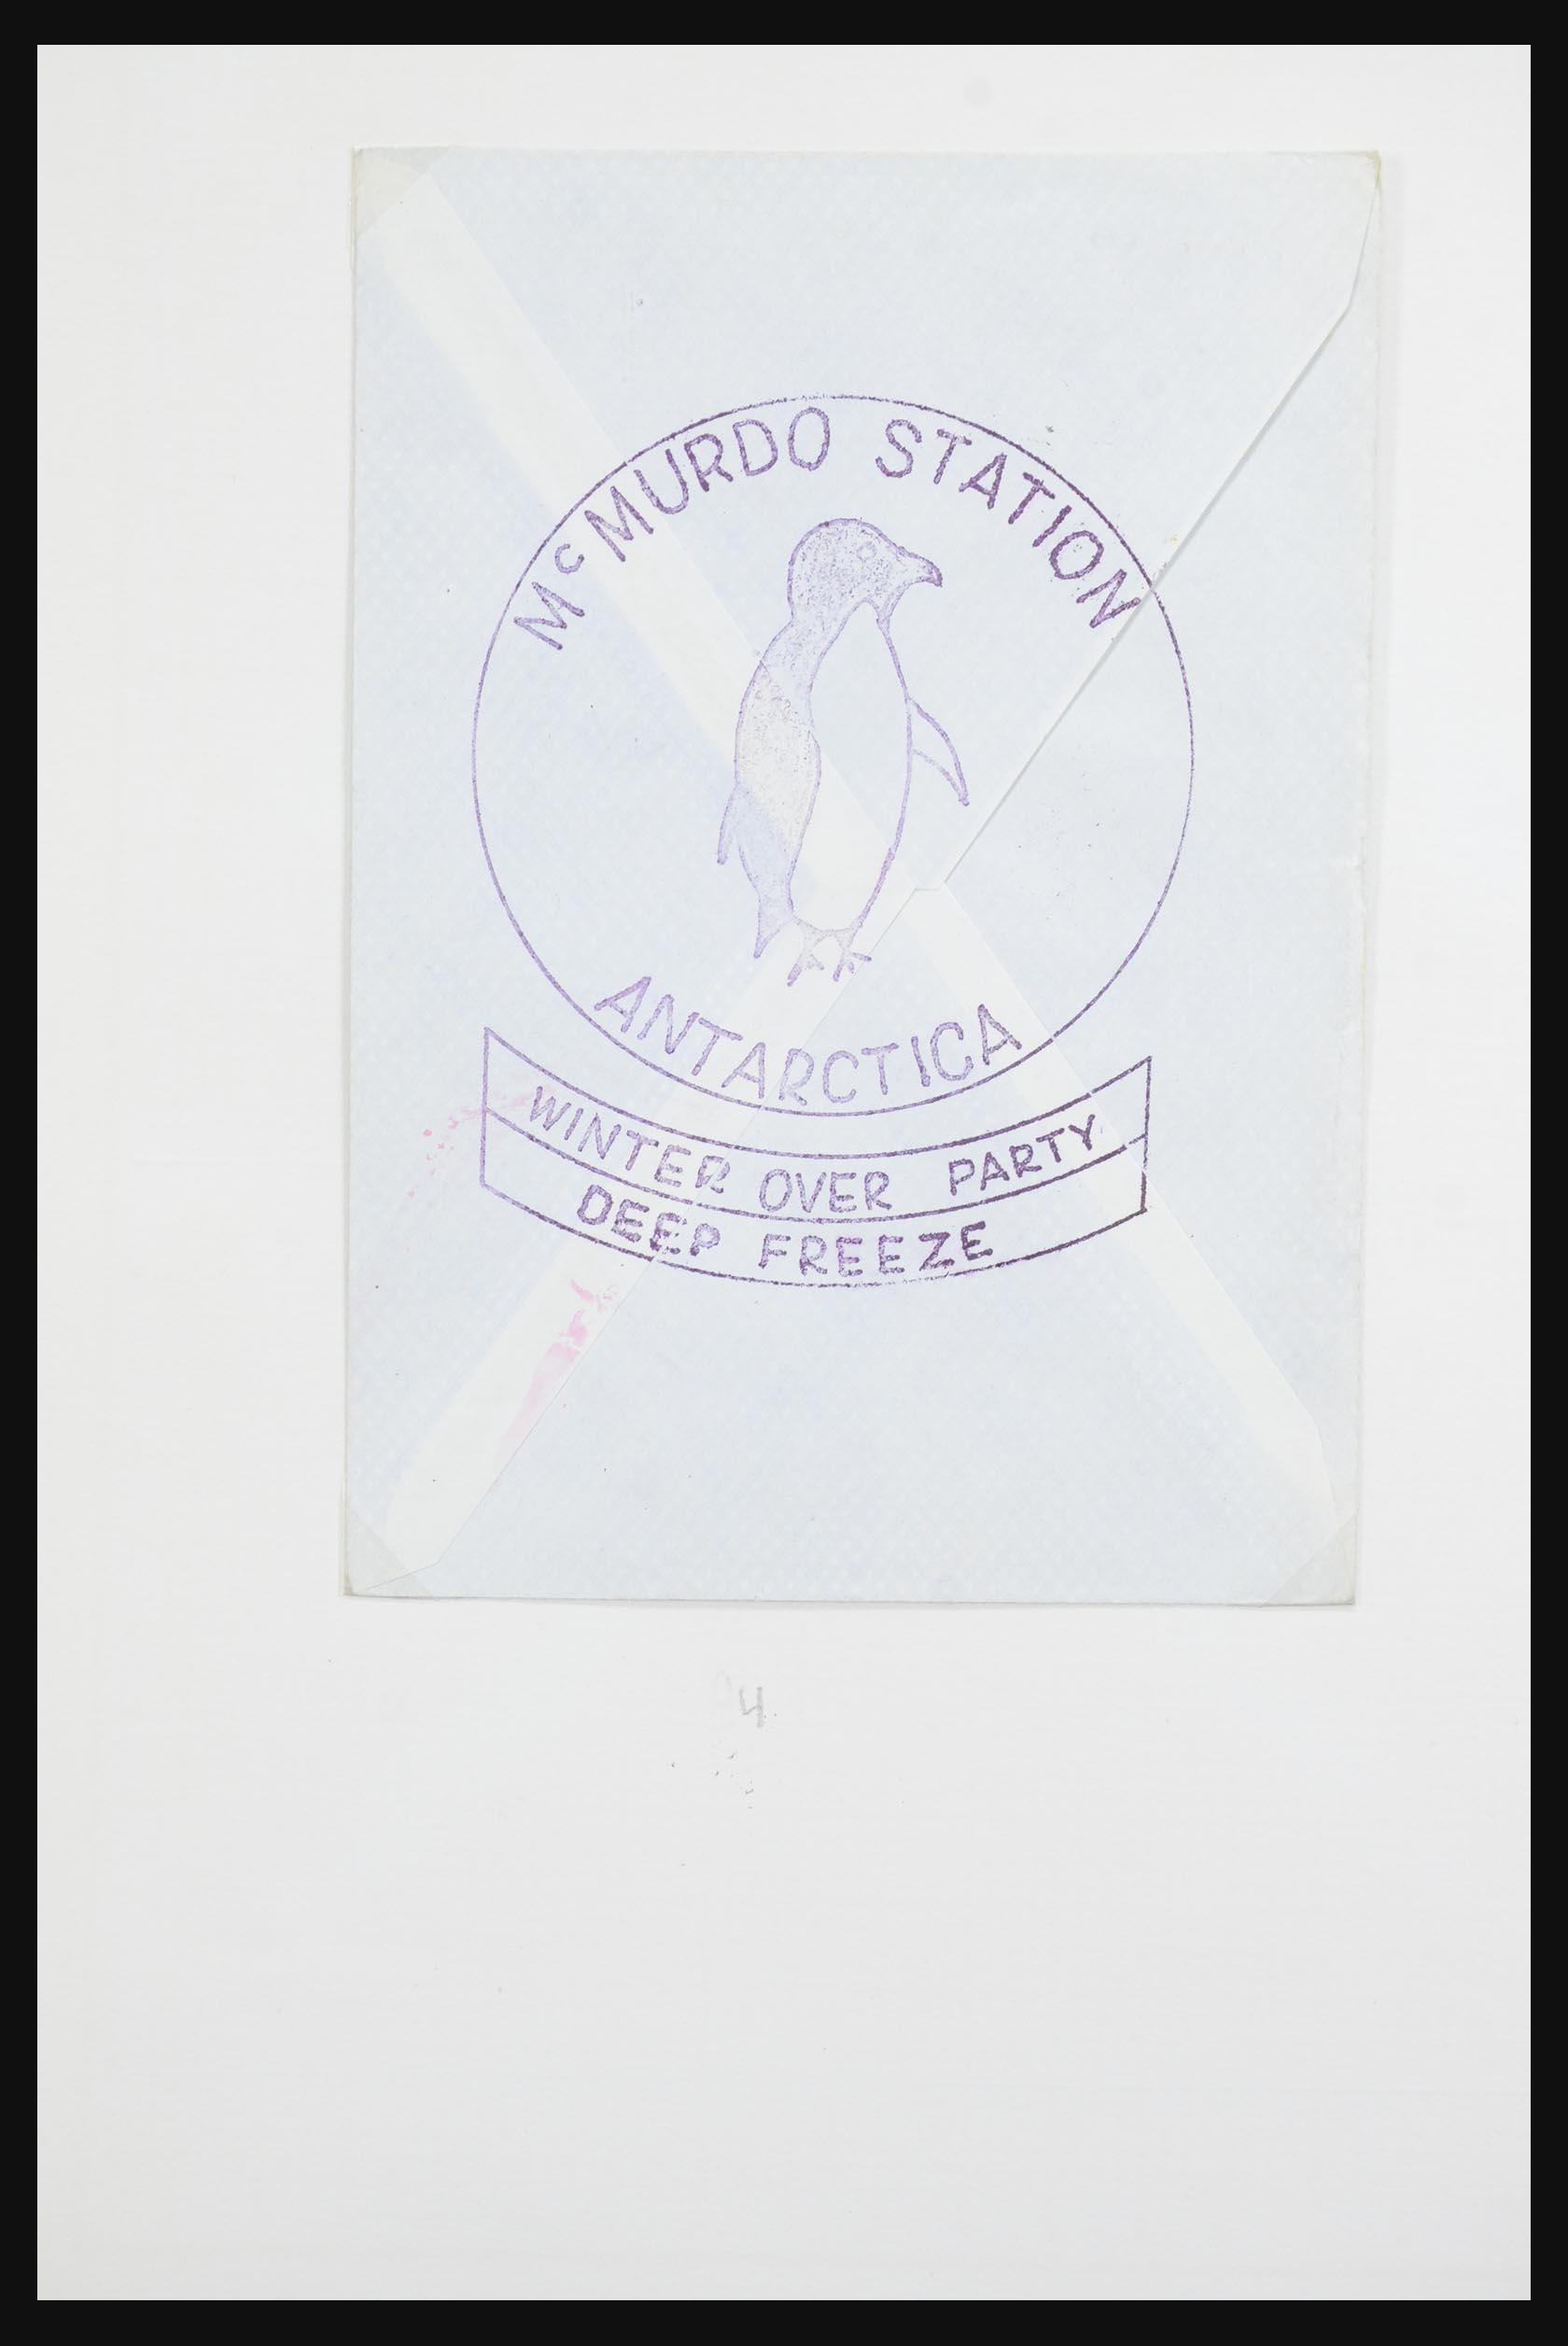 McMURDO STATION
ANTARCTICA
WINTER OVER PARTY
DEEP FREEZE
4